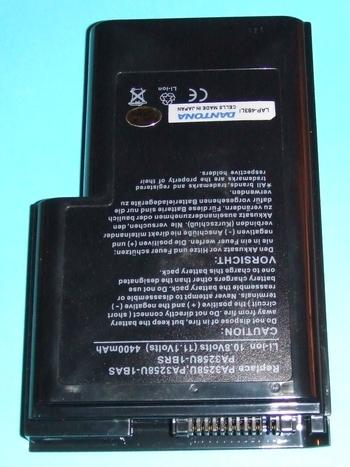 Replace PA3258U,PA3258U-1BAS
PA3258U-1BRS
Li-ion 10.8Volts (11.1Volts) 4400mAh
CAUTION:
Do not dispose of in fire, but keep the battery
away from fire. Do not direct connect (short
circuit) the positive ( + ) and the negative ( - )
terminals. Never attempt to disassemble or
reassemble the battery pack. Do not use
battery chargers other than the designated
one to charge this battery pack.
VORSICHT:
Akkusatz vor Hitze und Feuer schützen:
nie in ein Feuer werfen. Die Positive (+) und
negative ( - ) Anschlüße nie direkt miteinander
verbinden (Kurzschluß). Nie versuchen, den
Akkusatz auseinanderzunehmen oder baulich
zu verändern. Für diese Batterie sind nur die
dafür vorgesehenen Batterieladegeräte zu
verwenden.
※All trademarks, brands, and registered
trademarks are the property of their
respective holders.
LAP-493LI
CELLS MADE IN JAPAN
DANTONA
Li-ion